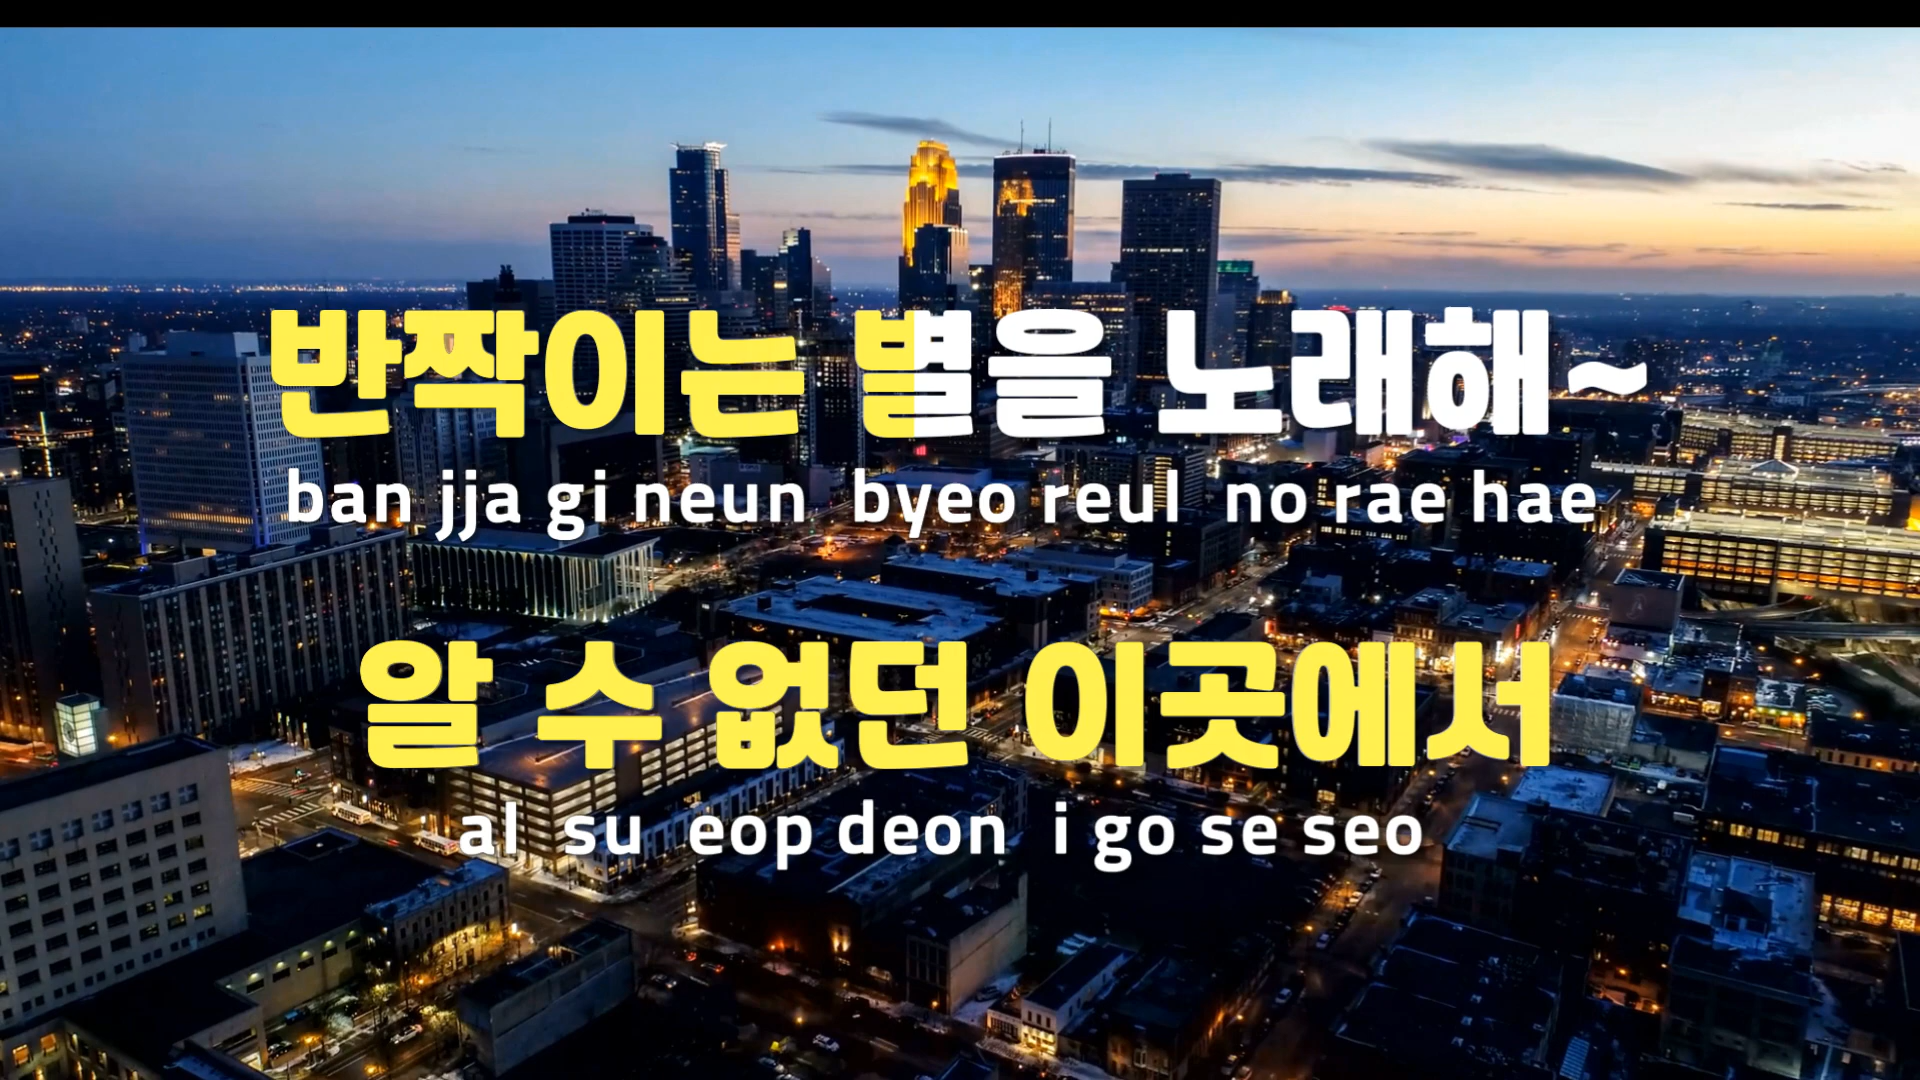 반짝이는 별을 노래해~
ban jja gi neun byeo reul no rae hae
알 수 없던 이곳에서
al su eop deon i go se seo